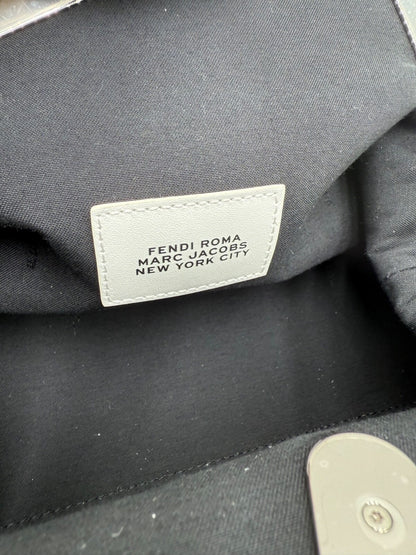 FENDI ROMA
MARC JACOBS
NEW YORK CITY